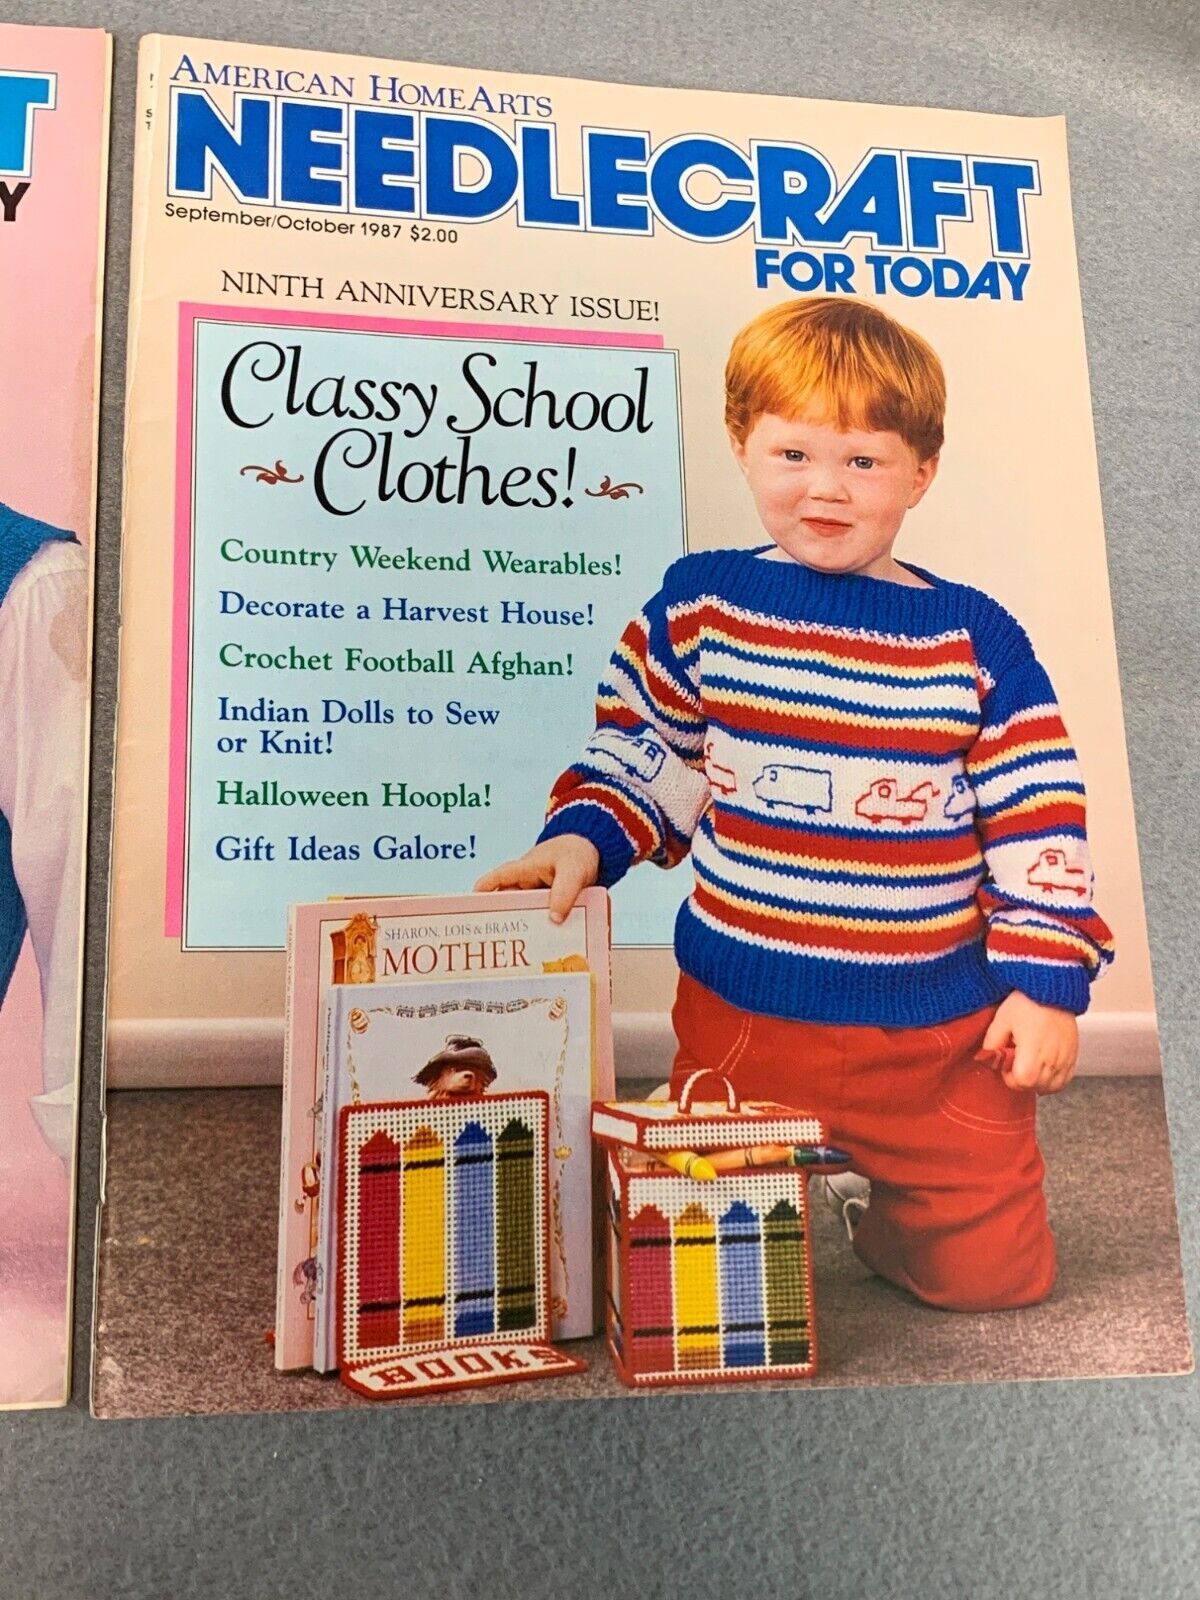 T
Y
AMERICAN HOMEARTS
NEEDLECRAFT
FOR TODAY
September/October 1987 $2.00
NINTH ANNIVERSARY ISSUE!
Classy School
Clothes!
Country Weekend Wearables!
Decorate a Harvest House!
Crochet Football Afghan!
Indian Dolls to Sew
or Knit!
Halloween Hoopla!
Gift Ideas Galore!
SHARON, LOIS & BRAM'S
MOTHER
BOOKS